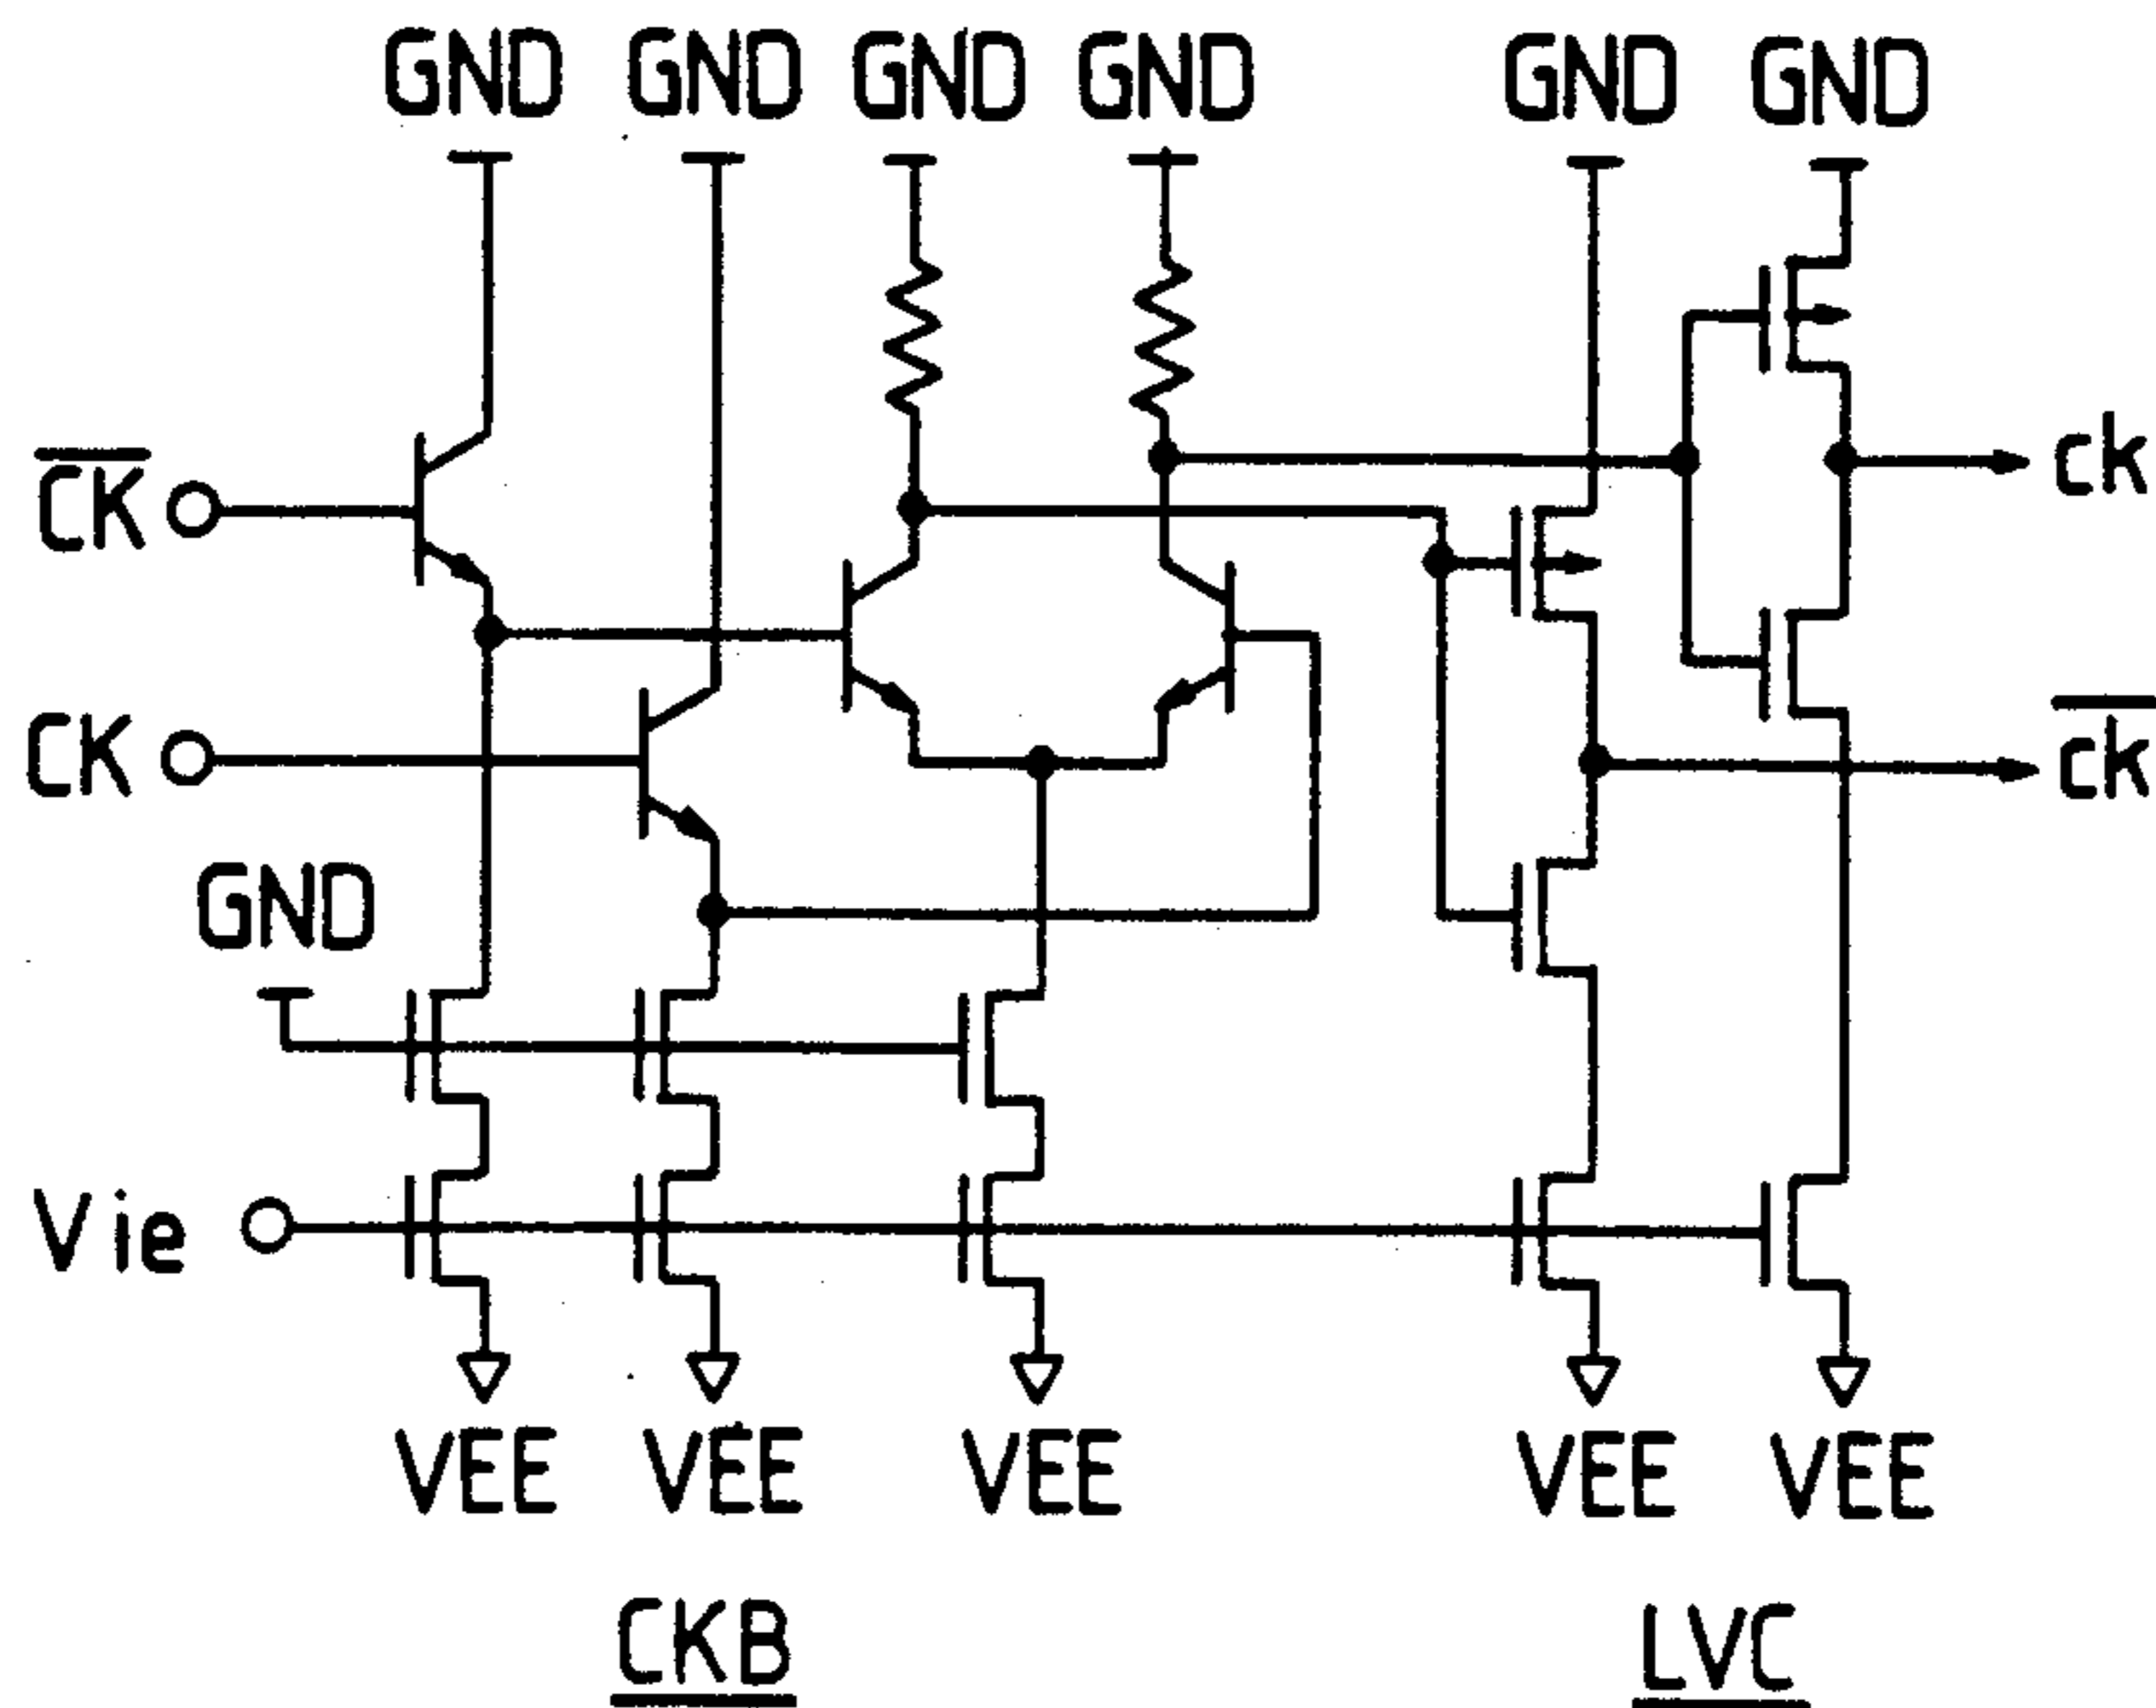 GND GND GND GND GND GND
C̅K̅
ck
CK
c̅k̅
GND
Vie
VEE VEE VEE VEE VEE
CKB LVC